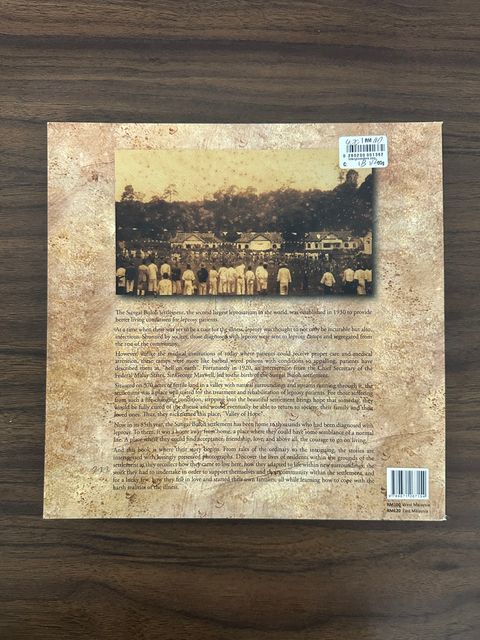 The Sungai Buloh Settlement, the second largest leprosarium in the world, was established in 1930 to provide
better living conditions for leprosy patients.
At a time when there was yet to be a cure for the illness, leprosy was thought to not only be incurable but also,
infectious. Shunned by society, those diagnosed with leprosy were sent to leprosy camps and segregated from
the rest of the community.
However, unlike the medical institutions of today where patients could receive proper care and medical
attention, these camps were more like barbed wired prisons with conditions so appalling, patients have
described them as "hell on earth". Fortunately in 1920, an intervention from the Chief Secretary of the
Federal Malay States, Sir George Maxwell, led to the birth of the Sungai Buloh settlement.
Situated on 570 acres of fertile land in a valley with natural surroundings and streams running through it, the
settlement was a place well suited for the treatment and rehabilitation of leprosy patients. For those suffering
from such a life-changing condition, stepping into the beautiful settlement brings hope that someday, they
would be fully cured of the disease and would eventually be able to return to society, their family and their
loved ones. Thus, they nicknamed this place, 'Valley of Hope'.
Now in its 85th year, the Sungai Buloh settlement has been home to thousands who had been diagnosed with
leprosy. To them, it was a home away from home, a place where they could have some semblance of a normal
life. A place where they could find acceptance, friendship, love, and above all, the courage to go on living.
And this book is where their story begins. From tales of the ordinary to the intriguing, the stories are
interspersed with lovingly preserved photographs. Discover the lives of residents within the grounds of the
settlement as they recollect how they came to live here, how they adapted to life within new surroundings, the
work they had to undertake in order to support themselves and their community within the settlement, and
for a lucky few, how they fell in love and started their own families, all while learning how to cope with the
harsh realities of the illness.
RM100 West Malaysia
RM120 East Malaysia